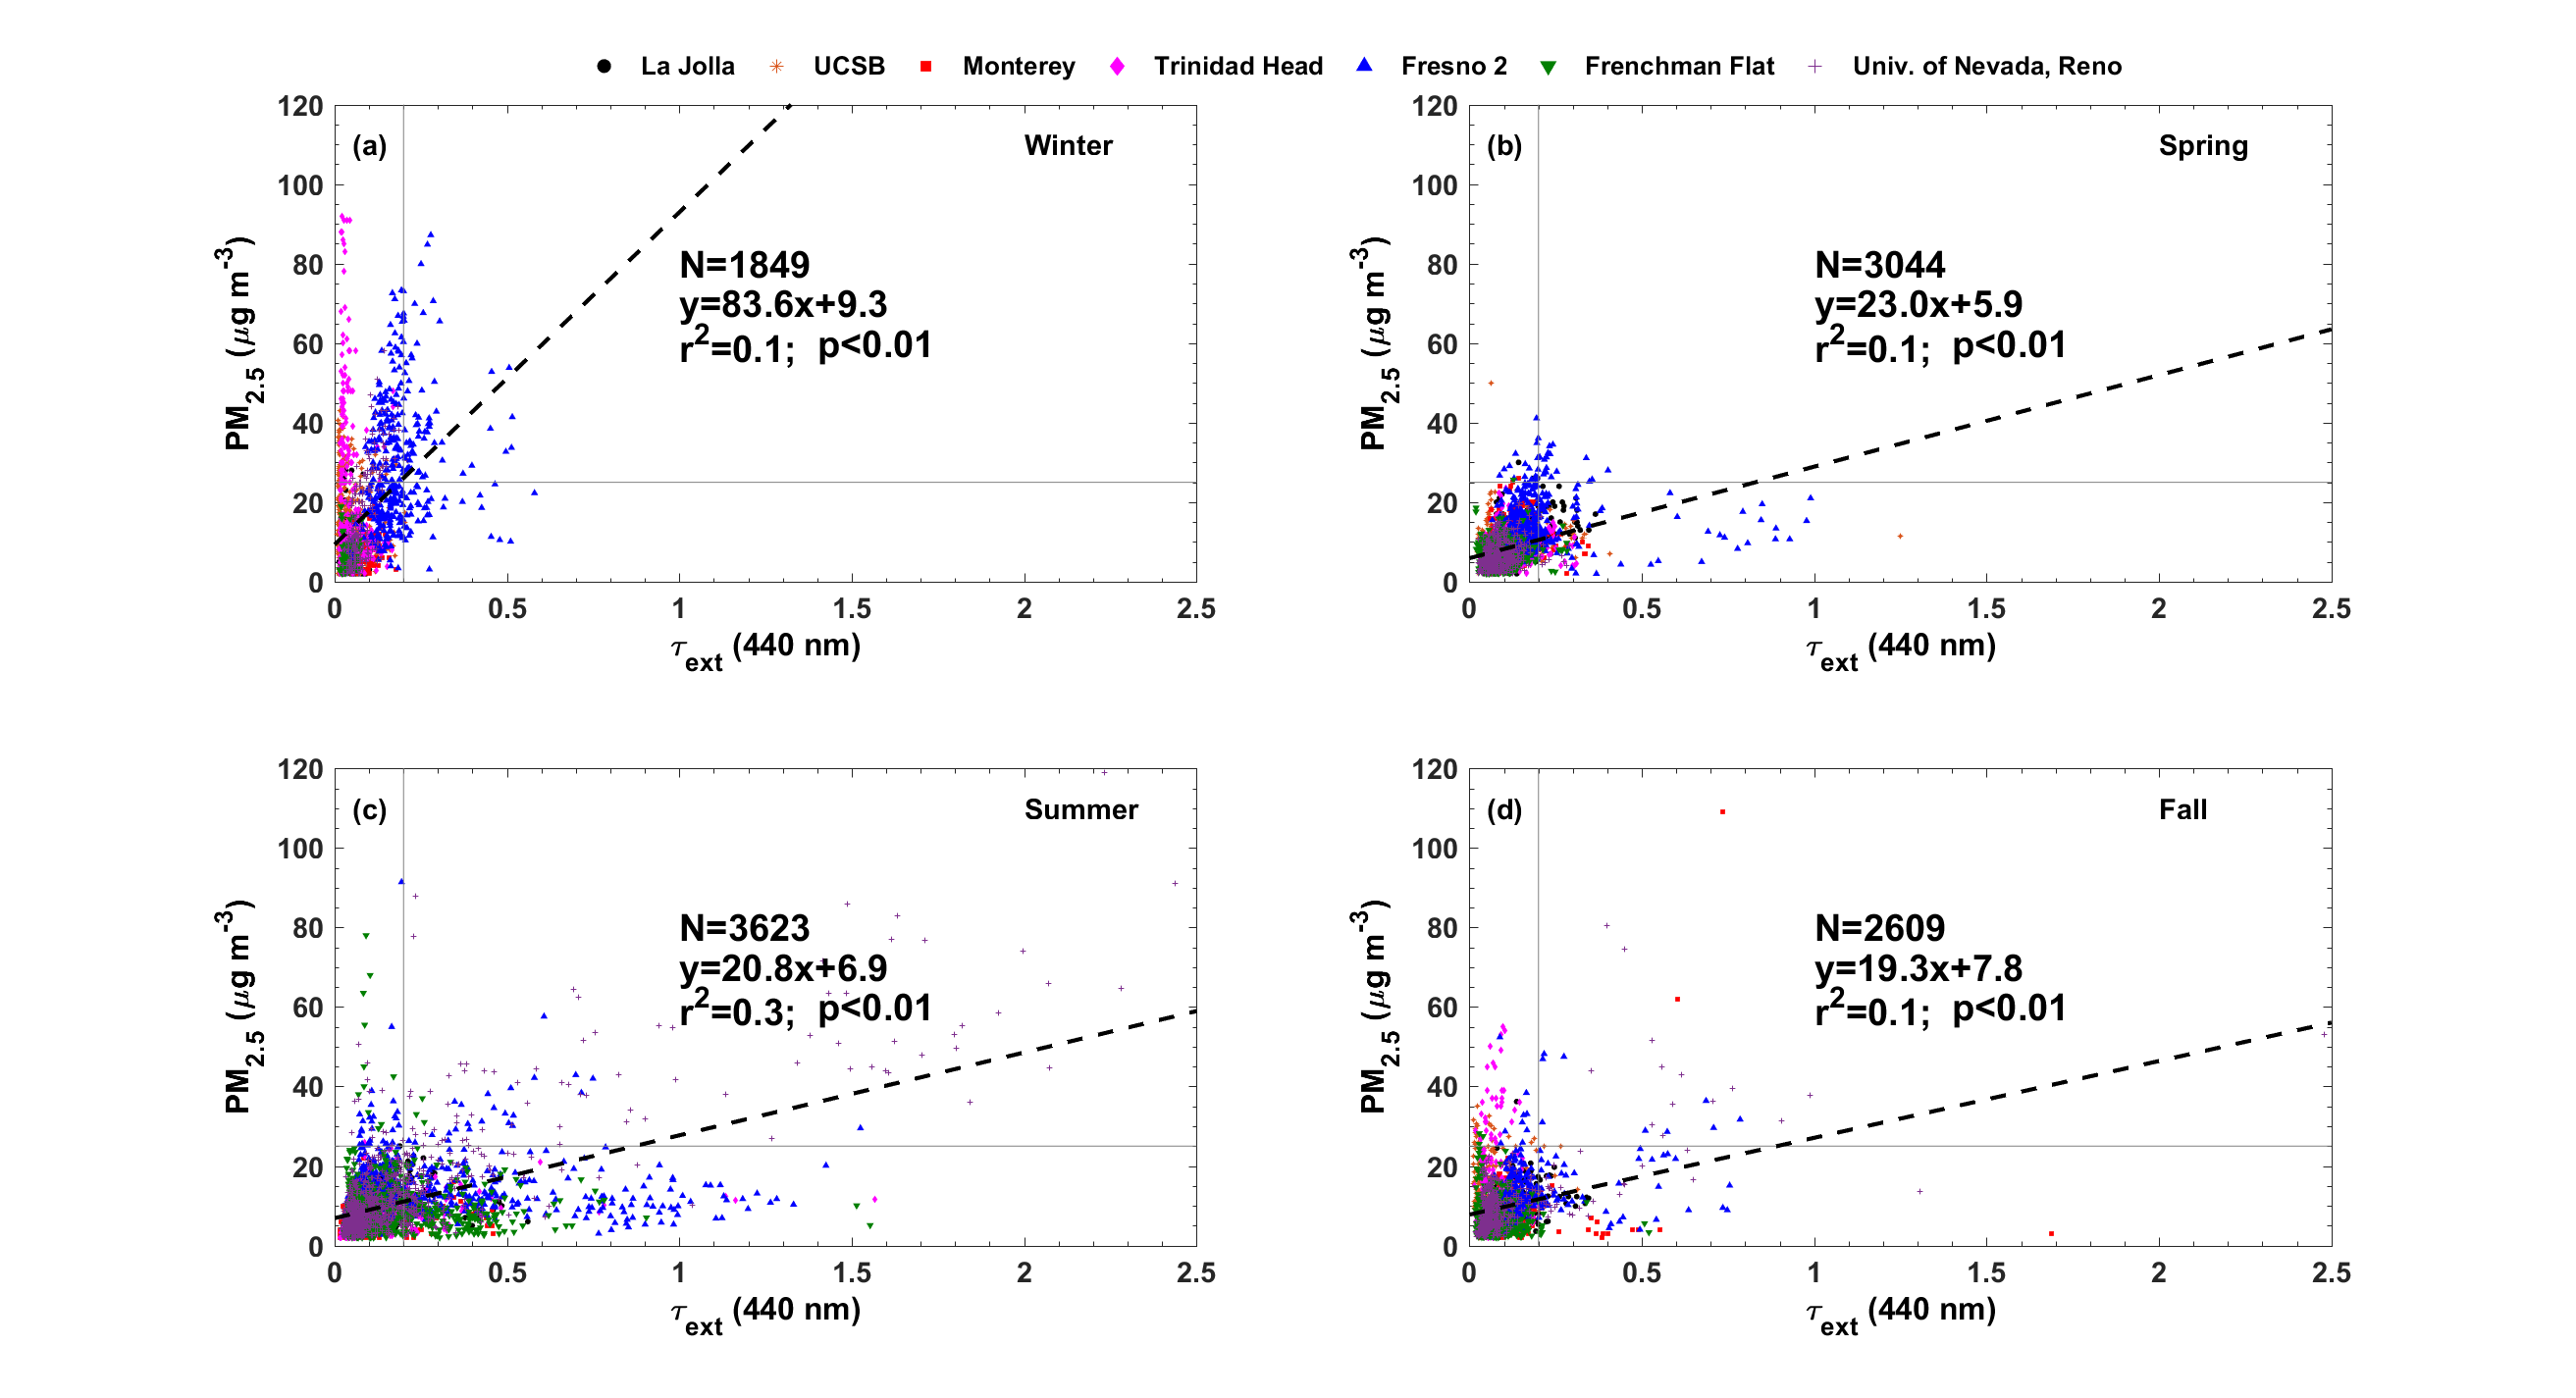 La Jolla UCSB Monterey Trinidad Head Fresno 2 Frenchman Flat Univ. of Nevada, Reno
(a) Winter
N=1849
y=83.6x+9.3
r²=0.1; p<0.01
120
100
80
60
40
20
0
PM₂.₅ (μg m⁻³)
0 0.5 1 1.5 2 2.5
τ_ext (440 nm)
(b) Spring
N=3044
y=23.0x+5.9
r²=0.1; p<0.01
120
100
80
60
40
20
0
PM₂.₅ (μg m⁻³)
0 0.5 1 1.5 2 2.5
τ_ext (440 nm)
(c) Summer
N=3623
y=20.8x+6.9
r²=0.3; p<0.01
120
100
80
60
40
20
0
PM₂.₅ (μg m⁻³)
0 0.5 1 1.5 2 2.5
τ_ext (440 nm)
(d) Fall
N=2609
y=19.3x+7.8
r²=0.1; p<0.01
120
100
80
60
40
20
0
PM₂.₅ (μg m⁻³)
0 0.5 1 1.5 2 2.5
τ_ext (440 nm)